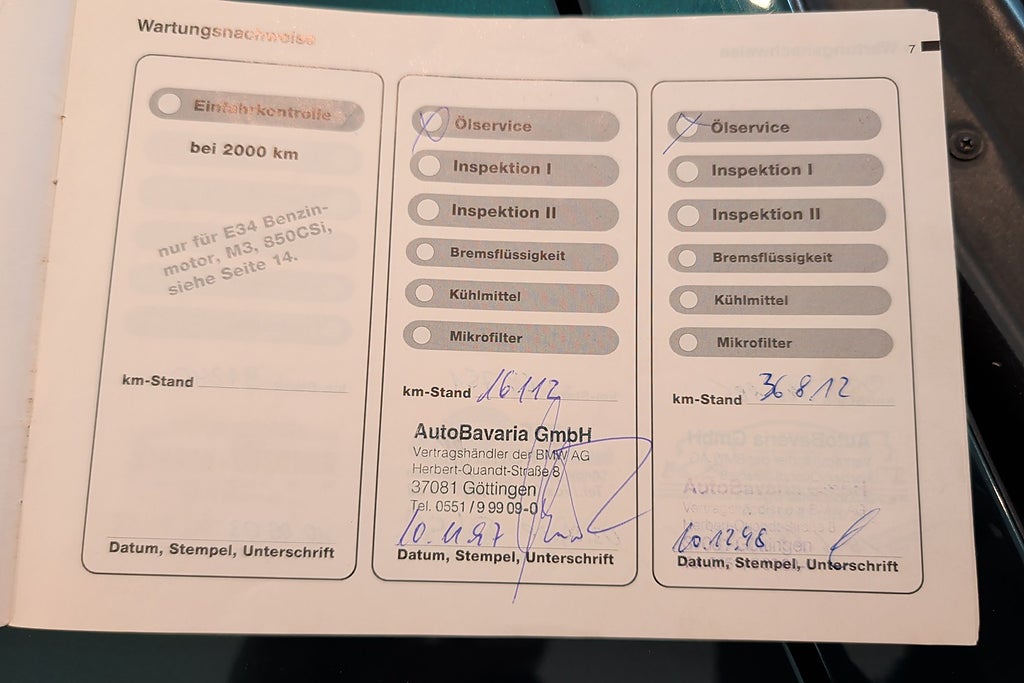 Wartungsnachweise
7
Einfahrkontrolle
bei 2000 km
nur für E34 Benzin-
motor, M3, 850CSi,
siehe Seite 14.
km-Stand
Datum, Stempel, Unterschrift
Ölservice
Inspektion I
Inspektion II
Bremsflüssigkeit
Kühlmittel
Mikrofilter
km-Stand 16112
AutoBavaria GmbH
Vertragshändler der BMW AG
Herbert-Quandt-Straße 8
37081 Göttingen
Tel. 0551 / 9 99 09-0
10.11.97
Datum, Stempel, Unterschrift
Ölservice
Inspektion I
Inspektion II
Bremsflüssigkeit
Kühlmittel
Mikrofilter
km-Stand 36812
AutoBavaria GmbH
10.12.98
Datum, Stempel, Unterschrift